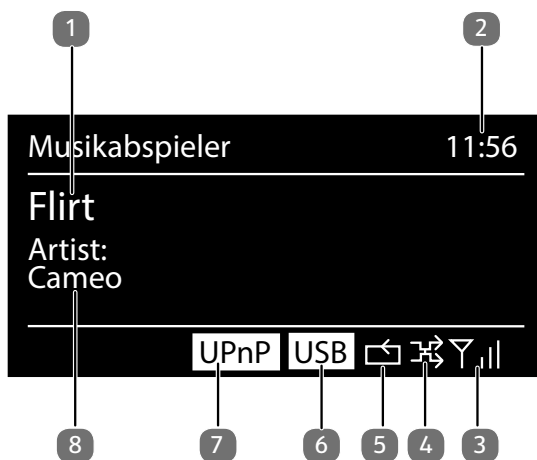 1 2
Musikabspieler 11:56
Flirt
Artist:
Cameo
UPnP USB
8 7 6 5 4 3